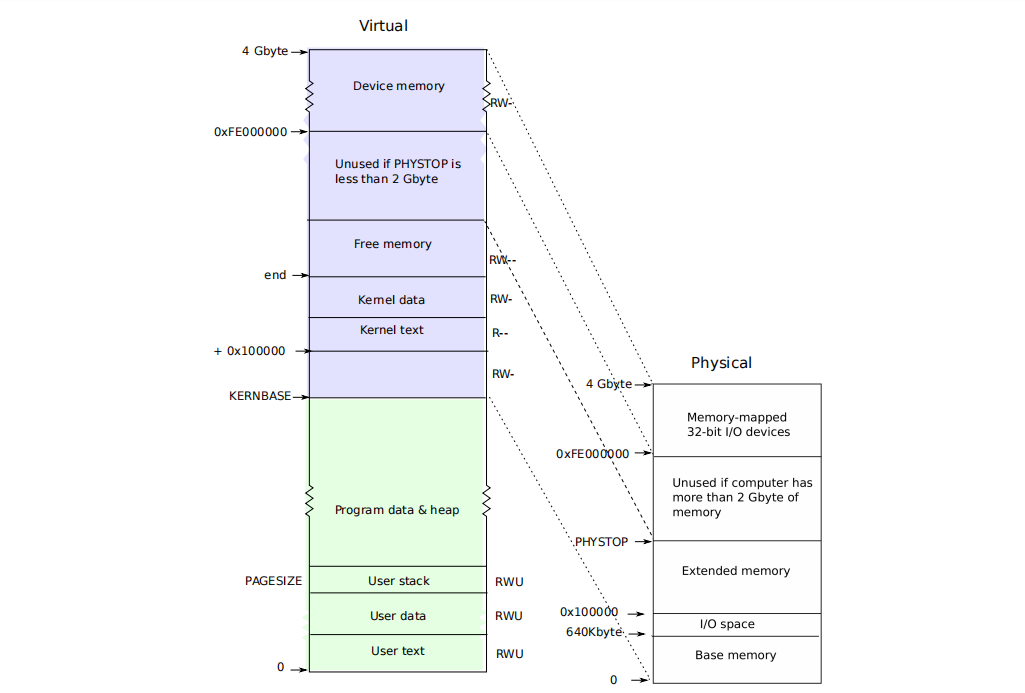 Virtual
4 Gbyte
Device memory
RW-
0xFE000000
Unused if PHYSTOP is
less than 2 Gbyte
Free memory
RW--
end
Kernel data
RW-
Kernel text
R--
+ 0x100000
RW-
KERNBASE
Program data & heap
PAGESIZE
User stack
RWU
User data
RWU
User text
RWU
0
Physical
4 Gbyte
Memory-mapped
32-bit I/O devices
0xFE000000
Unused if computer has
more than 2 Gbyte of
memory
PHYSTOP
Extended memory
0x100000
I/O space
640Kbyte
Base memory
0